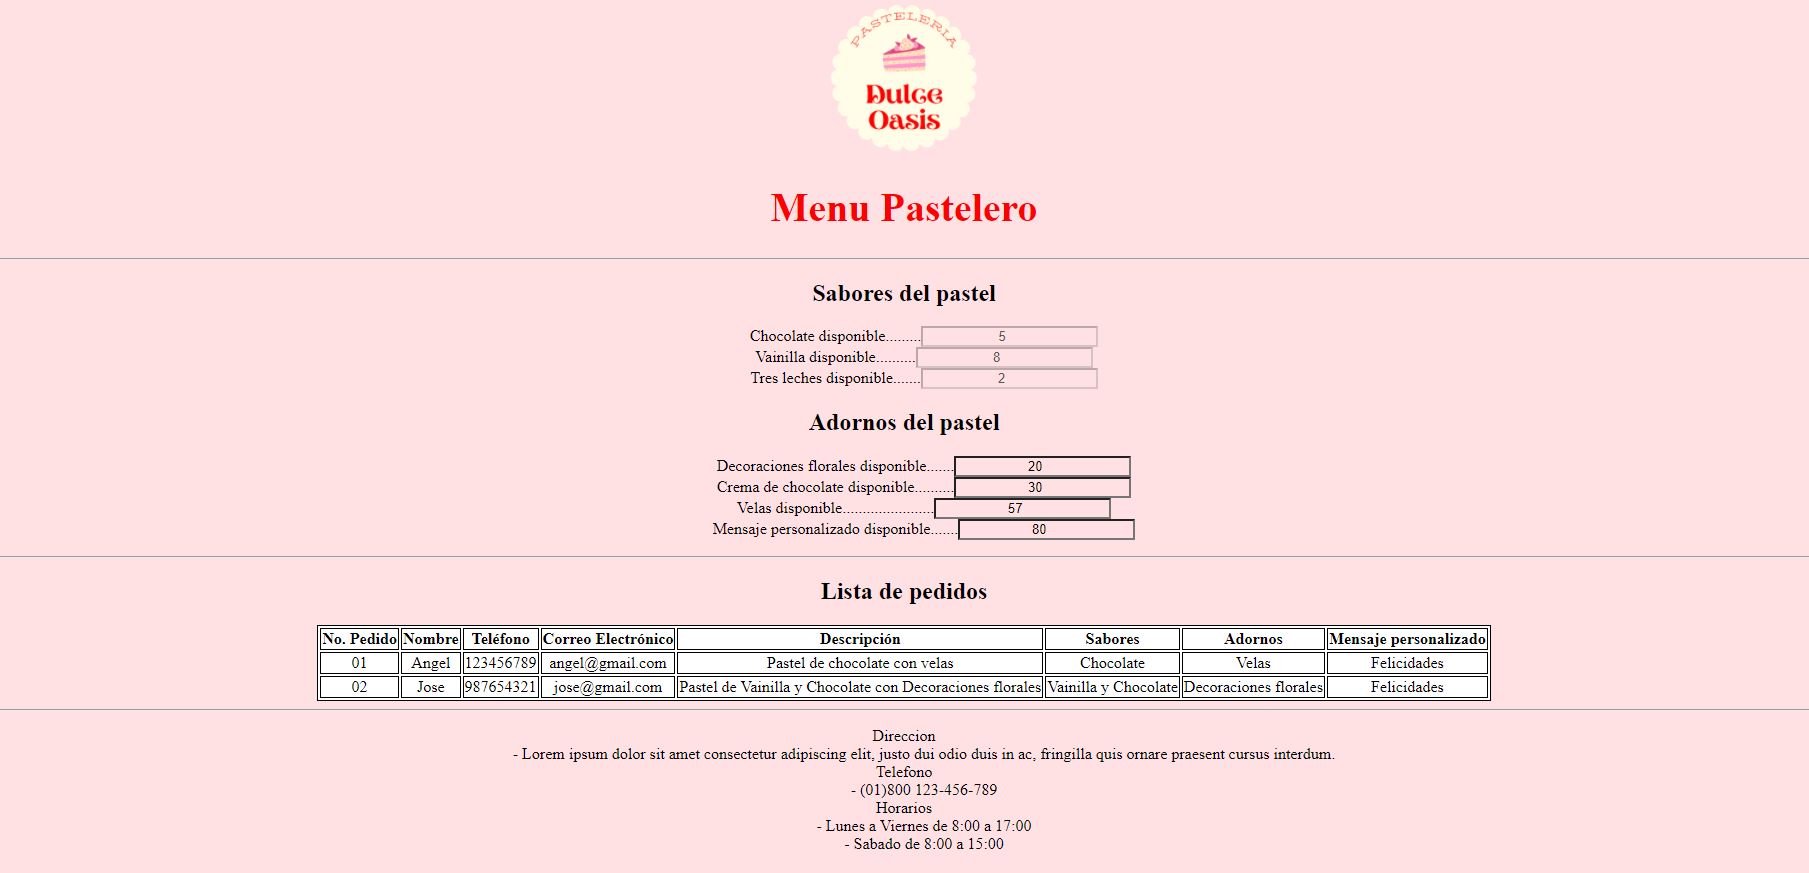 PASTELERIA
Dulce
Oasis
Menu Pastelero
Sabores del pastel
Chocolate disponible......... 5
Vainilla disponible.......... 8
Tres leches disponible....... 2
Adornos del pastel
Decoraciones florales disponible....... 20
Crema de chocolate disponible.......... 30
Velas disponible....................... 57
Mensaje personalizado disponible....... 80
Lista de pedidos
No. Pedido Nombre Teléfono Correo Electrónico Descripción Sabores Adornos Mensaje personalizado
01 Angel 123456789 angel@gmail.com Pastel de chocolate con velas Chocolate Velas Felicidades
02 Jose 987654321 jose@gmail.com Pastel de Vainilla y Chocolate con Decoraciones florales Vainilla y Chocolate Decoraciones florales Felicidades
Direccion
- Lorem ipsum dolor sit amet consectetur adipiscing elit, justo dui odio duis in ac, fringilla quis ornare praesent cursus interdum.
Telefono
- (01)800 123-456-789
Horarios
- Lunes a Viernes de 8:00 a 17:00
- Sabado de 8:00 a 15:00